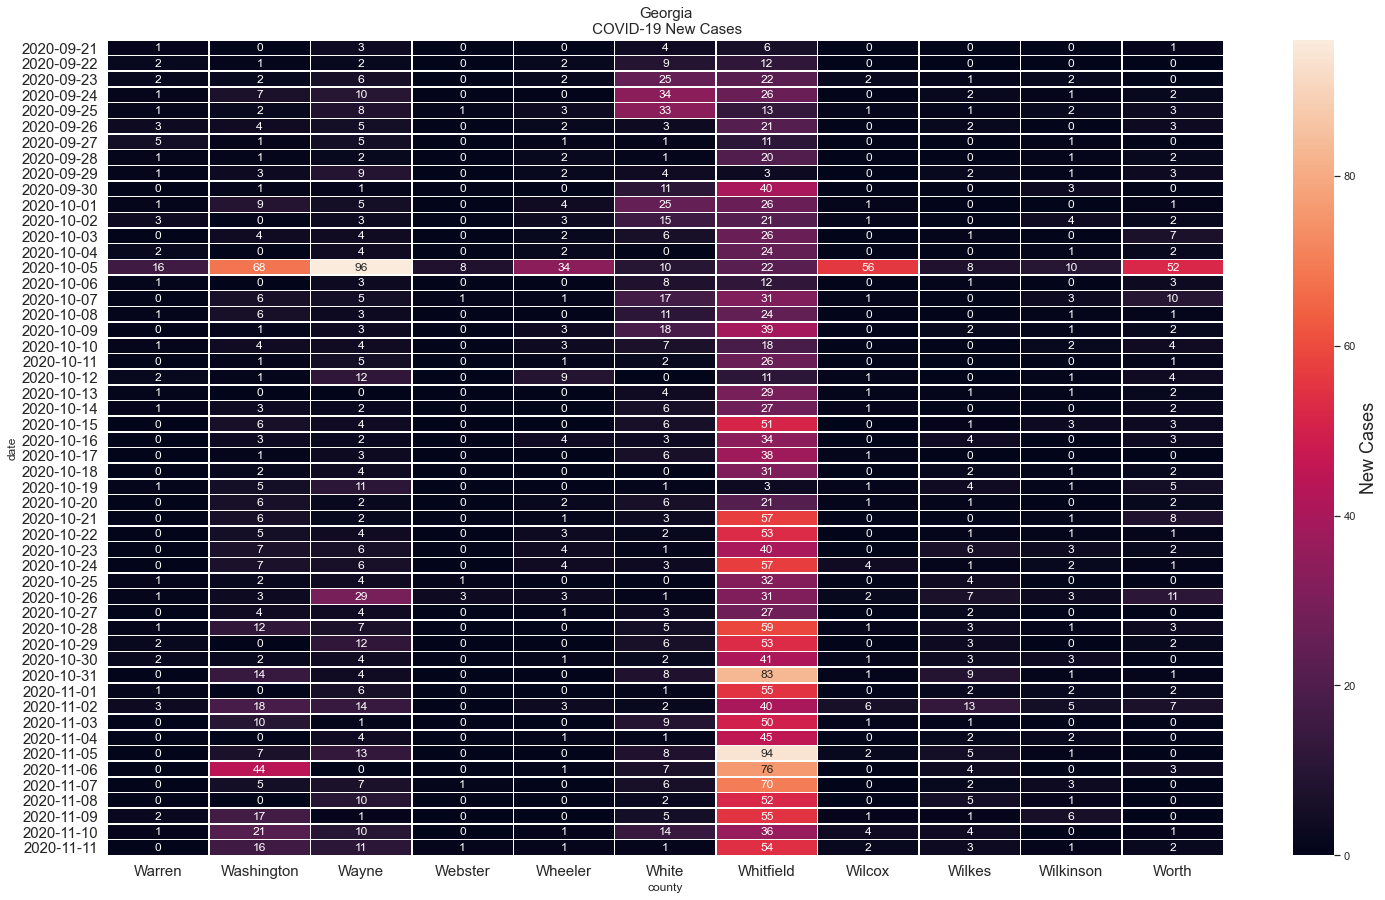 Georgia
COVID-19 New Cases
2020-09-21 1 0 3 0 0 4 6 0 0 0 1
2020-09-22 2 1 2 0 2 9 12 0 0 0 0
2020-09-23 2 2 6 0 2 25 22 2 1 2 0
2020-09-24 1 7 10 0 0 34 26 0 2 1 2
2020-09-25 1 2 8 1 3 33 13 1 1 2 3
2020-09-26 3 4 5 0 2 3 21 0 2 0 3
2020-09-27 5 1 5 0 1 1 11 0 0 1 0
2020-09-28 1 1 2 0 2 1 20 0 0 1 2
2020-09-29 1 3 9 0 2 4 3 0 2 1 3
2020-09-30 0 1 1 0 0 11 40 0 0 3 0
2020-10-01 1 9 5 0 4 25 26 1 0 0 1
2020-10-02 3 0 3 0 3 15 21 1 0 4 2
2020-10-03 0 4 4 0 2 6 26 0 1 0 7
2020-10-04 2 0 4 0 2 0 24 0 0 1 2
2020-10-05 16 68 96 8 34 10 22 56 8 10 52
2020-10-06 1 0 3 0 0 8 12 0 1 0 3
2020-10-07 0 6 5 1 1 17 31 1 0 3 10
2020-10-08 1 6 3 0 0 11 24 0 0 1 1
2020-10-09 0 1 3 0 3 18 39 0 2 1 2
2020-10-10 1 4 4 0 3 7 18 0 0 2 4
2020-10-11 0 1 5 0 1 2 26 0 0 0 1
2020-10-12 2 1 12 0 9 0 11 1 0 1 4
2020-10-13 1 0 0 0 0 4 29 1 1 1 2
2020-10-14 1 3 2 0 0 6 27 1 0 0 2
2020-10-15 0 6 4 0 0 6 51 0 1 3 3
2020-10-16 0 3 2 0 4 3 34 0 4 0 3
2020-10-17 0 1 3 0 0 6 38 1 0 0 0
2020-10-18 0 2 4 0 0 0 31 0 2 1 2
2020-10-19 1 5 11 0 0 1 3 1 4 1 5
2020-10-20 0 6 2 0 2 6 21 1 1 0 2
2020-10-21 0 6 2 0 1 3 57 0 0 1 8
2020-10-22 0 5 4 0 3 2 53 0 1 1 1
2020-10-23 0 7 6 0 4 1 40 0 6 3 2
2020-10-24 0 7 6 0 4 3 57 4 1 2 1
2020-10-25 1 2 4 1 0 0 32 0 4 0 0
2020-10-26 1 3 29 3 3 1 31 2 7 3 11
2020-10-27 0 4 4 0 1 3 27 0 2 0 0
2020-10-28 1 12 7 0 0 5 59 1 3 1 3
2020-10-29 2 0 12 0 0 6 53 0 3 0 2
2020-10-30 2 2 4 0 1 2 41 1 3 3 0
2020-10-31 0 14 4 0 0 8 83 1 9 1 1
2020-11-01 1 0 6 0 0 1 55 0 2 2 2
2020-11-02 3 18 14 0 3 2 40 6 13 5 7
2020-11-03 0 10 1 0 0 9 50 1 1 0 0
2020-11-04 0 0 4 0 1 1 45 0 2 2 0
2020-11-05 0 7 13 0 0 8 94 2 5 1 0
2020-11-06 0 44 0 0 1 7 76 0 4 0 3
2020-11-07 0 5 7 1 0 6 70 0 2 3 0
2020-11-08 0 0 10 0 0 2 52 0 5 1 0
2020-11-09 2 17 1 0 0 5 55 1 1 6 0
2020-11-10 1 21 10 0 1 14 36 4 4 0 1
2020-11-11 0 16 11 1 1 1 54 2 3 1 2
Warren Washington Wayne Webster Wheeler White Whitfield Wilcox Wilkes Wilkinson Worth
county
date
80
60
40
20
0
New Cases